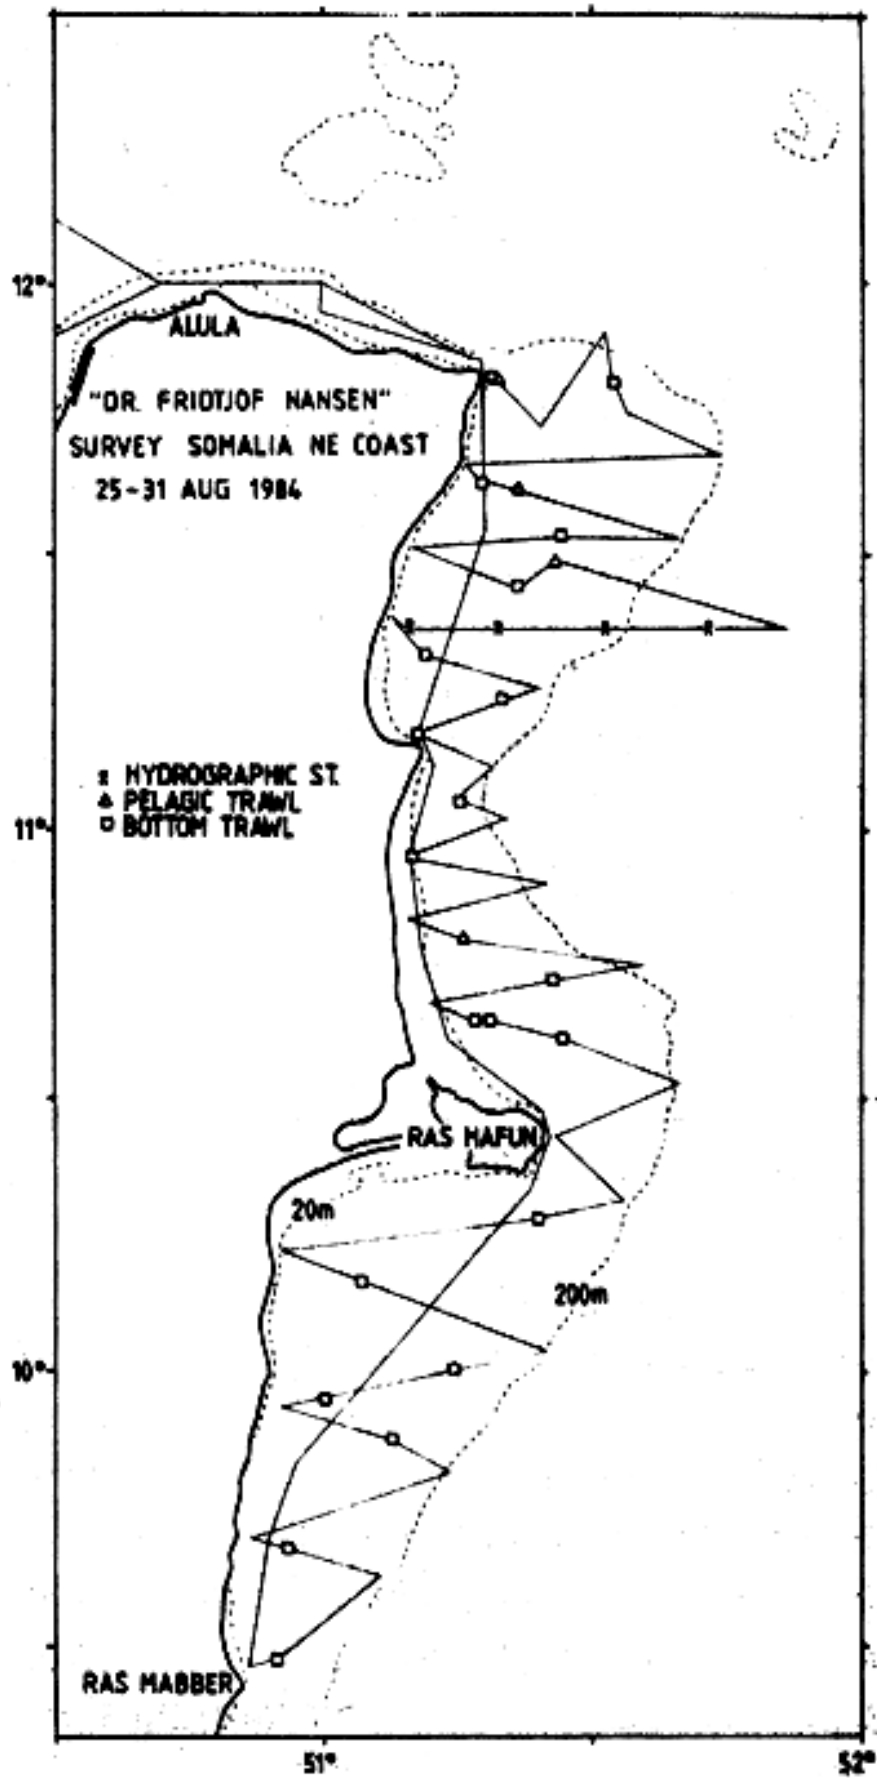 12°
ALULA
"DR. FRIDTJOF NANSEN"
SURVEY SOMALIA NE COAST
25-31 AUG 1984
HYDROGRAPHIC ST.
PELAGIC TRAWL
11°
BOTTOM TRAWL
RAS HAFUN
20m
200m
10°
RAS MABBER
51°
52°